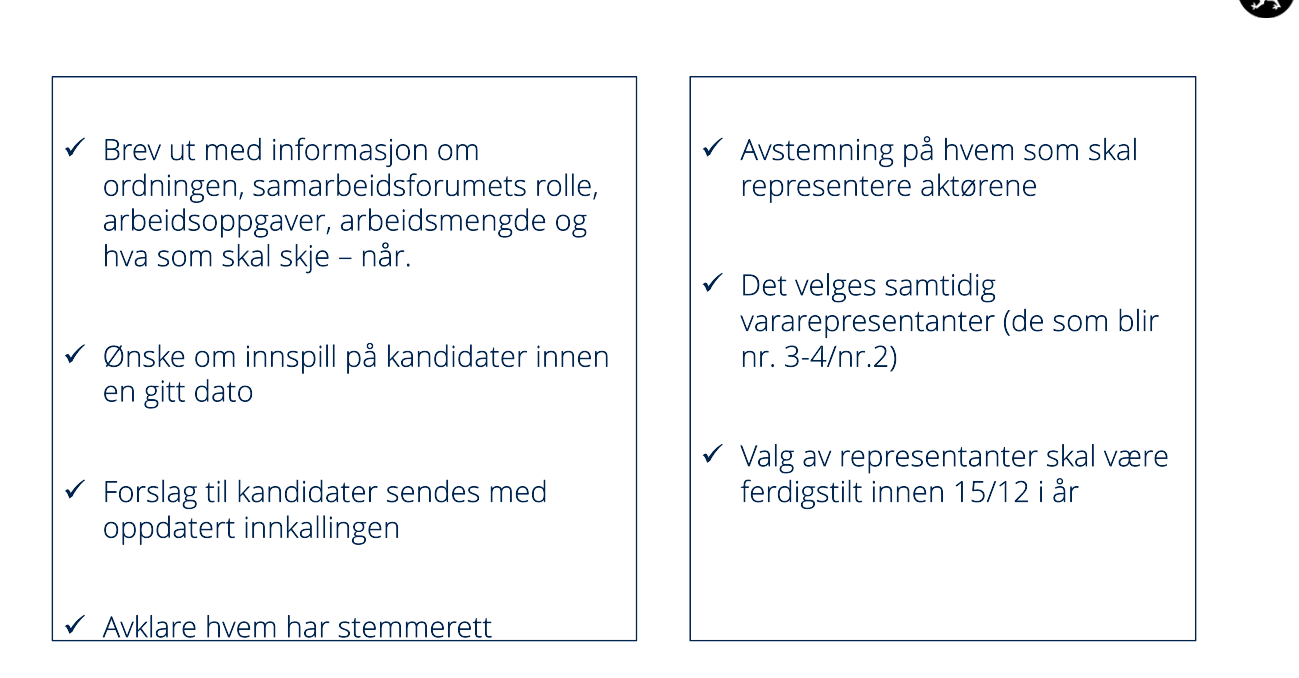 ✓ Brev ut med informasjon om
ordningen, samarbeidsforumets rolle,
arbeidsoppgaver, arbeidsmengde og
hva som skal skje – når.
✓ Ønske om innspill på kandidater innen
en gitt dato
✓ Forslag til kandidater sendes med
oppdatert innkallingen
✓ Avklare hvem har stemmerett
✓ Avstemning på hvem som skal
representere aktørene
✓ Det velges samtidig
vararepresentanter (de som blir
nr. 3-4/nr.2)
✓ Valg av representanter skal være
ferdigstilt innen 15/12 i år